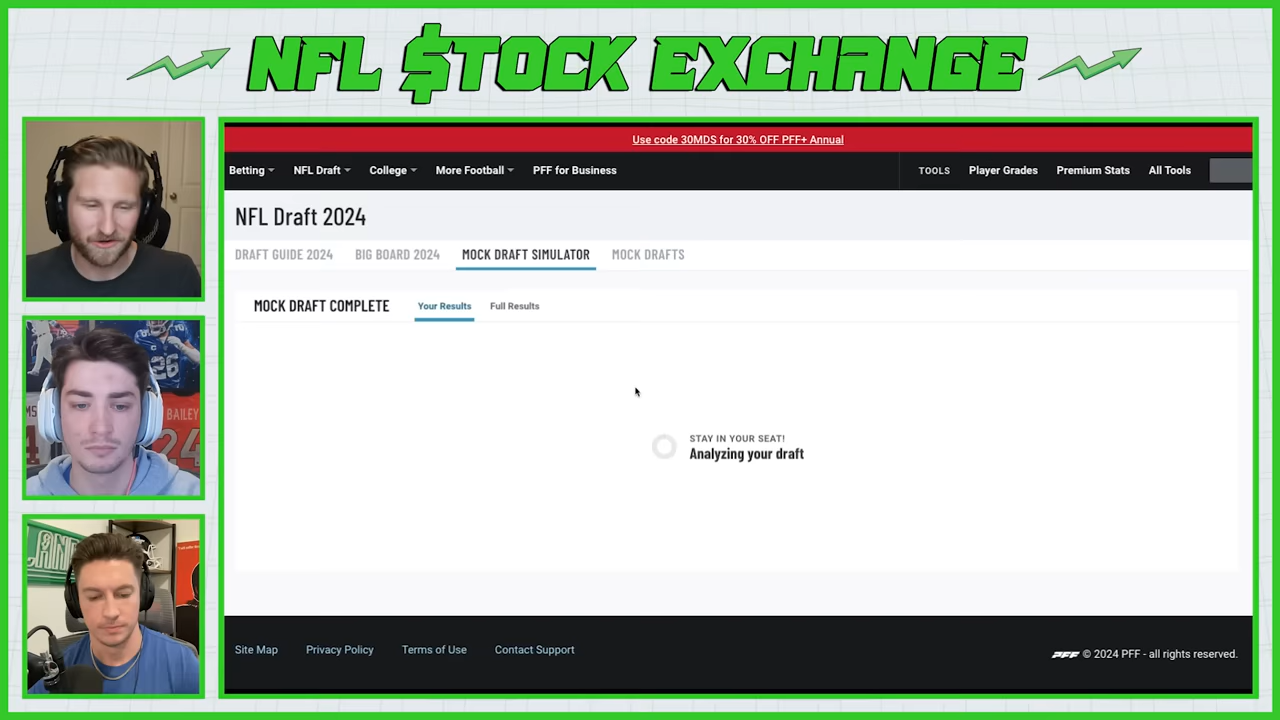 NFL $TOCK EXCHANGE
Use code 30MDS for 30% OFF PFF+ Annual
Betting NFL Draft College More Football PFF for Business TOOLS Player Grades Premium Stats All Tools
NFL Draft 2024
DRAFT GUIDE 2024 BIG BOARD 2024 MOCK DRAFT SIMULATOR MOCK DRAFTS
MOCK DRAFT COMPLETE Your Results Full Results
26
BAILEY
24
STAY IN YOUR SEAT!
Analyzing your draft
Site Map Privacy Policy Terms of Use Contact Support PFF © 2024 PFF - all rights reserved.